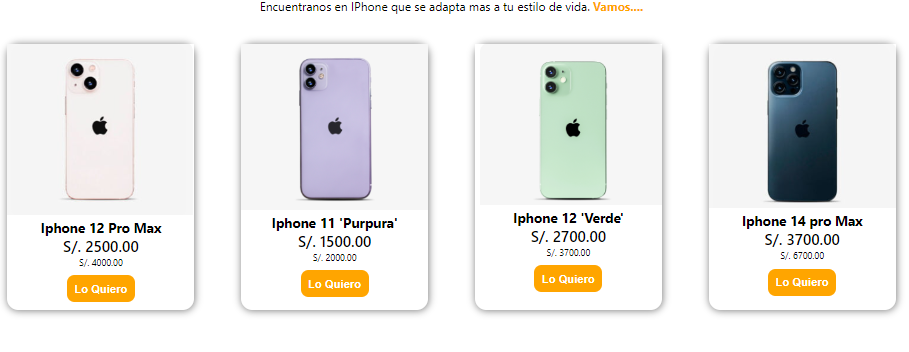 Encuentranos en IPhone que se adapta mas a tu estilo de vida. Vamos....
Iphone 12 Pro Max
S/. 2500.00
S/. 4000.00
Lo Quiero
Iphone 11 'Purpura'
S/. 1500.00
S/. 2000.00
Lo Quiero
Iphone 12 'Verde'
S/. 2700.00
S/. 3700.00
Lo Quiero
Iphone 14 pro Max
S/. 3700.00
S/. 6700.00
Lo Quiero